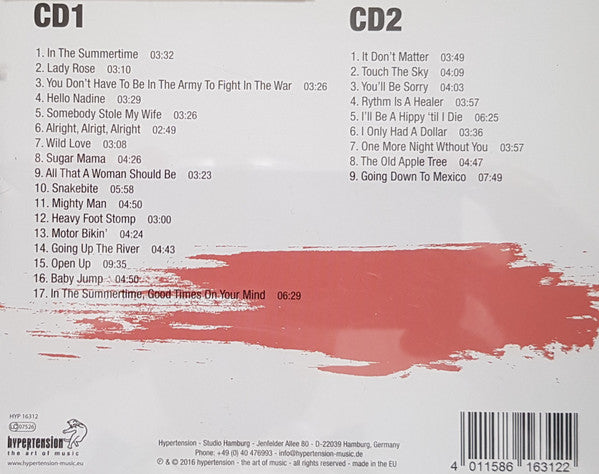 CD1
1. In The Summertime 03:32
2. Lady Rose 03:10
3. You Don't Have To Be In The Army To Fight In The War 03:26
4. Hello Nadine 03:29
5. Somebody Stole My Wife 03:26
6. Alright, Alrigt, Alright 02:49
7. Wild Love 03:08
8. Sugar Mama 04:26
9. All That A Woman Should Be 03:23
10. Snakebite 05:58
11. Mighty Man 04:50
12. Heavy Foot Stomp 03:00
13. Motor Bikin' 04:24
14. Going Up The River 04:43
15. Open Up 09:35
16. Baby Jump 04:50
17. In The Summertime, Good Times On Your Mind 06:29
CD2
1. It Don't Matter 03:49
2. Touch The Sky 04:09
3. You'll Be Sorry 04:03
4. Rythm Is A Healer 03:57
5. I'll Be A Hippy 'til I Die 06:25
6. I Only Had A Dollar 03:36
7. One More Night Wthout You 03:57
8. The Old Apple Tree 04:47
9. Going Down To Mexico 07:49
HYP 16312
LC 07526
hypertension
the art of music
www.hypertension-music.eu
Hypertension - Studio Hamburg - Jenfelder Allee 80 - D-22039 Hamburg, Germany
Phone: +49 (0) 40 476993 - info@hypertension-music.de
℗ & © 2016 hypertension - the art of music - all rights reserved - made in the EU
4 011586 163122